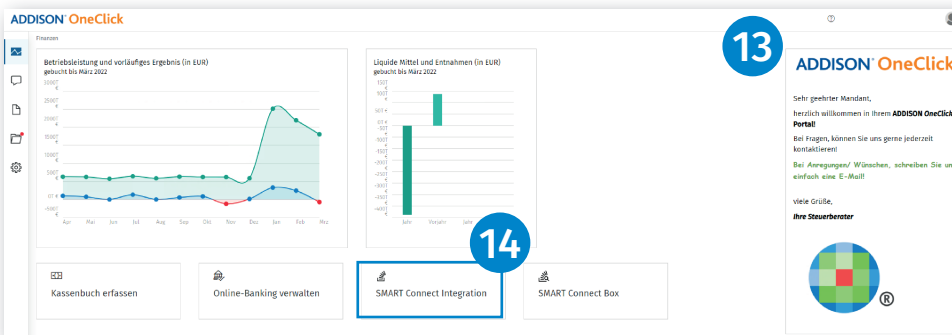 ADDISON OneClick
Finanzen
Betriebsleistung und vorläufiges Ergebnis (in EUR)
gebucht bis März 2022
Apr Mai Jun Jul Aug Sep Okt Nov Dez Jan Feb Mrz
Liquide Mittel und Entnahmen (in EUR)
gebucht bis März 2022
Jahr Vorjahr Jahr
Kassenbuch erfassen
Online-Banking verwalten
SMART Connect Integration
SMART Connect Box
14
13
ADDISON OneClick
Sehr geehrter Mandant,
herzlich willkommen in Ihrem ADDISON OneClick
Portal!
Bei Fragen, können Sie uns gerne jederzeit
kontaktieren!
Bei Anregungen/ Wünschen, schreiben Sie un
einfach eine E-Mail!
viele Grüße,
Ihre Steuerberater
®